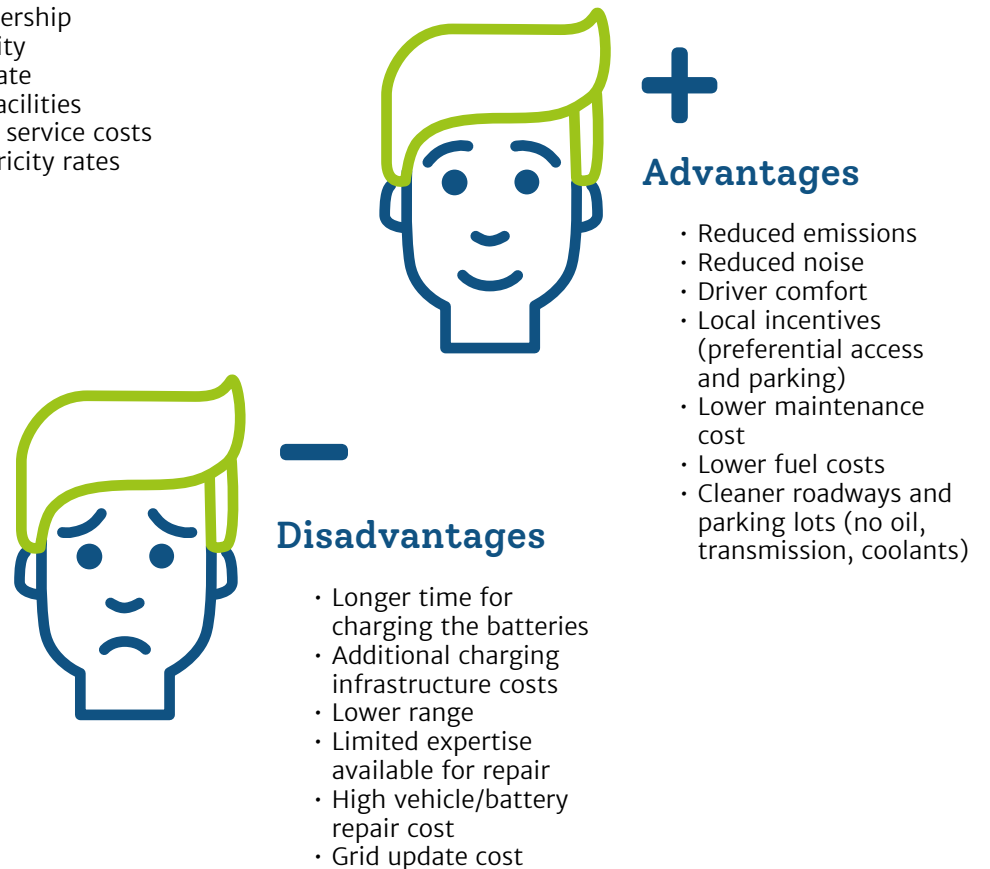 ership
ity
ate
acilities
service costs
ricity rates
Advantages
· Reduced emissions
· Reduced noise
· Driver comfort
· Local incentives
(preferential access
and parking)
· Lower maintenance
cost
· Lower fuel costs
· Cleaner roadways and
parking lots (no oil,
transmission, coolants)
Disadvantages
· Longer time for
charging the batteries
· Additional charging
infrastructure costs
· Lower range
· Limited expertise
available for repair
· High vehicle/battery
repair cost
· Grid update cost